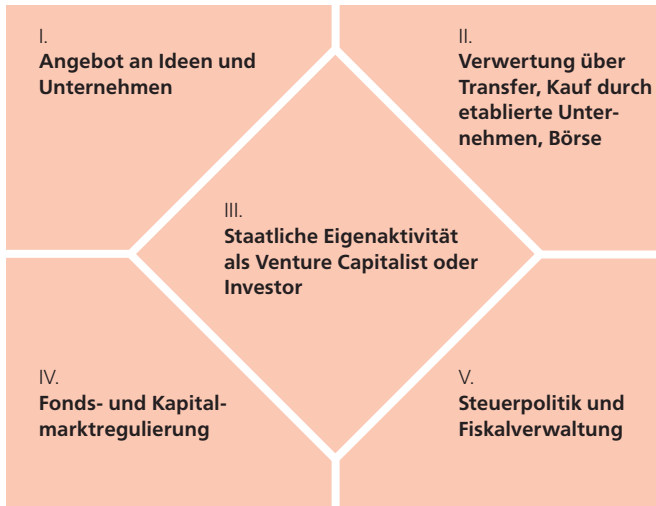 I.
Angebot an Ideen und
Unternehmen
II.
Verwertung über
Transfer, Kauf durch
etablierte Unter-
nehmen, Börse
III.
Staatliche Eigenaktivität
als Venture Capitalist oder
Investor
IV.
Fonds- und Kapital-
marktregulierung
V.
Steuerpolitik und
Fiskalverwaltung